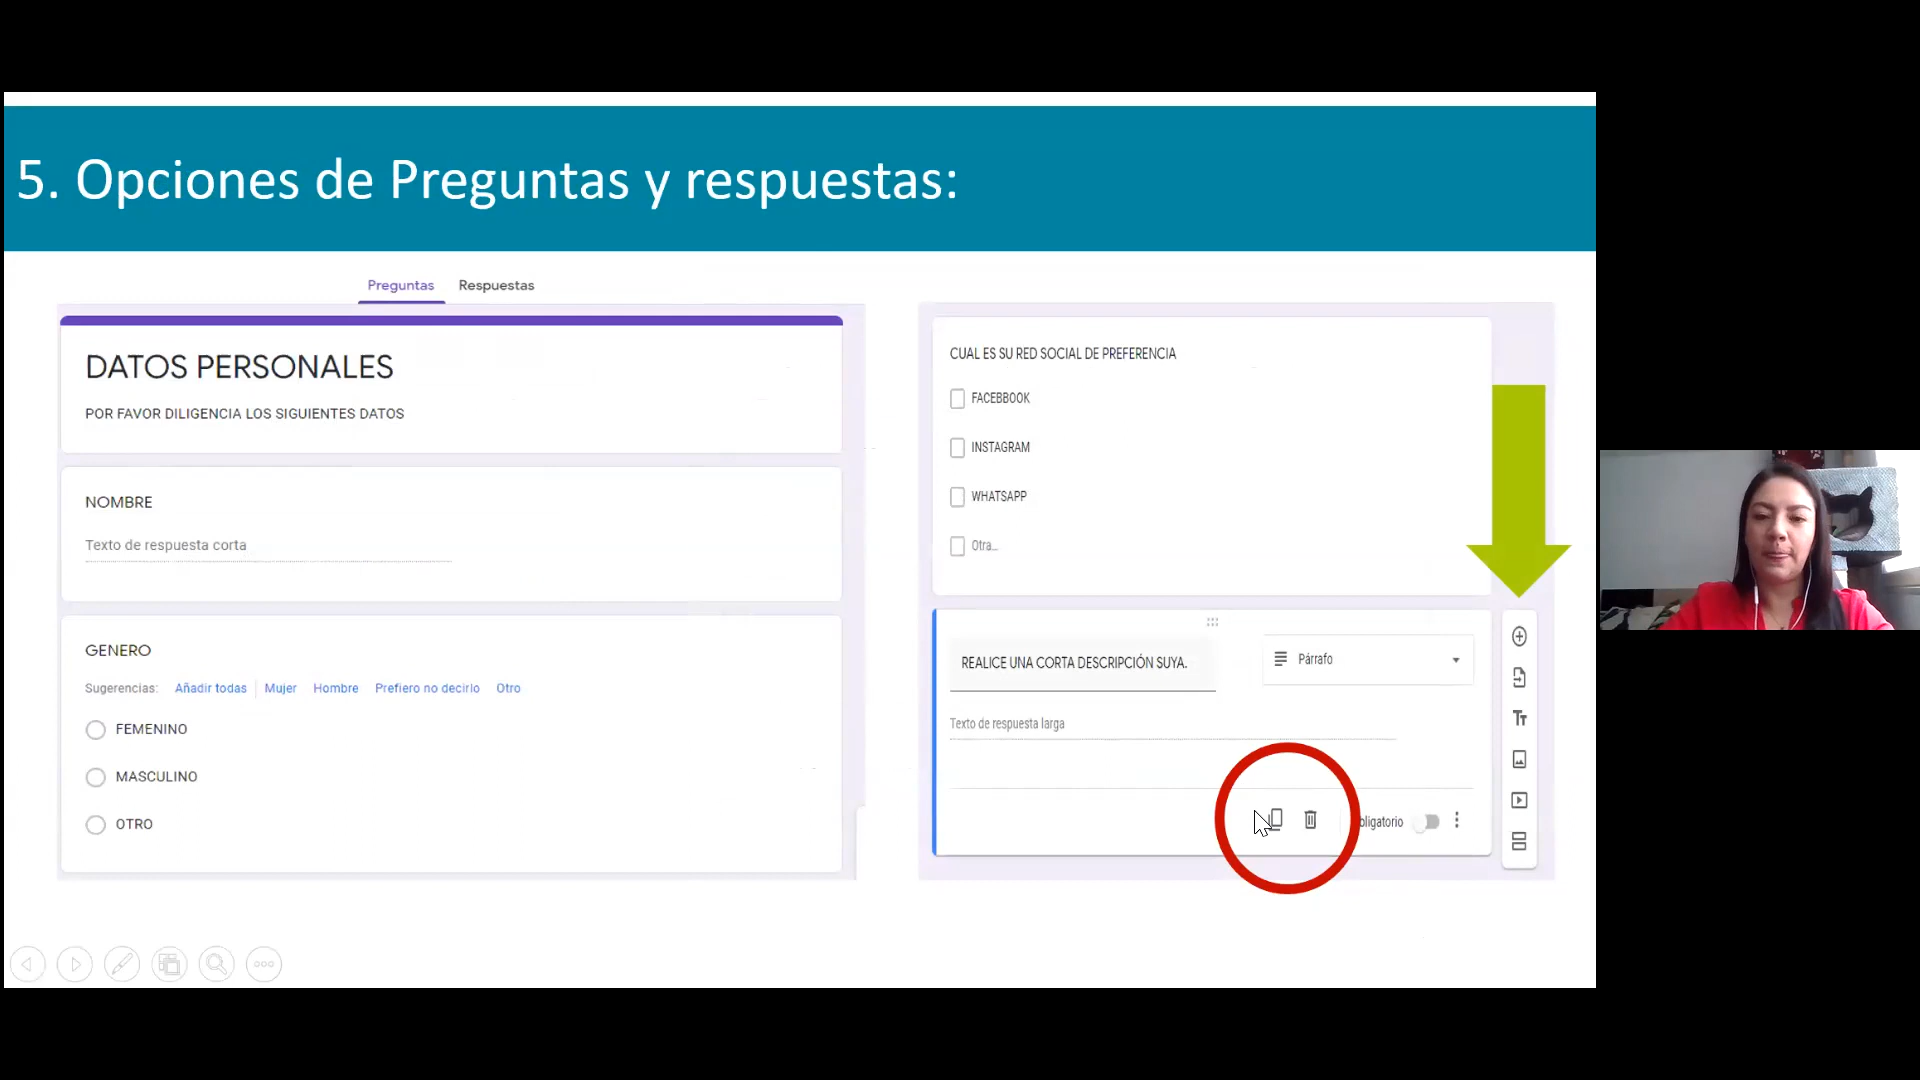 5. Opciones de Preguntas y respuestas:
Preguntas Respuestas
DATOS PERSONALES
POR FAVOR DILIGENCIA LOS SIGUIENTES DATOS
NOMBRE
Texto de respuesta corta
GENERO
Sugerencias: Añadir todas Mujer Hombre Prefiero no decirlo Otro
FEMENINO
MASCULINO
OTRO
CUAL ES SU RED SOCIAL DE PREFERENCIA
FACEBBOOK
INSTAGRAM
WHATSAPP
Otra...
REALICE UNA CORTA DESCRIPCIÓN SUYA.
Párrafo
Texto de respuesta larga
bligatorio
Tr